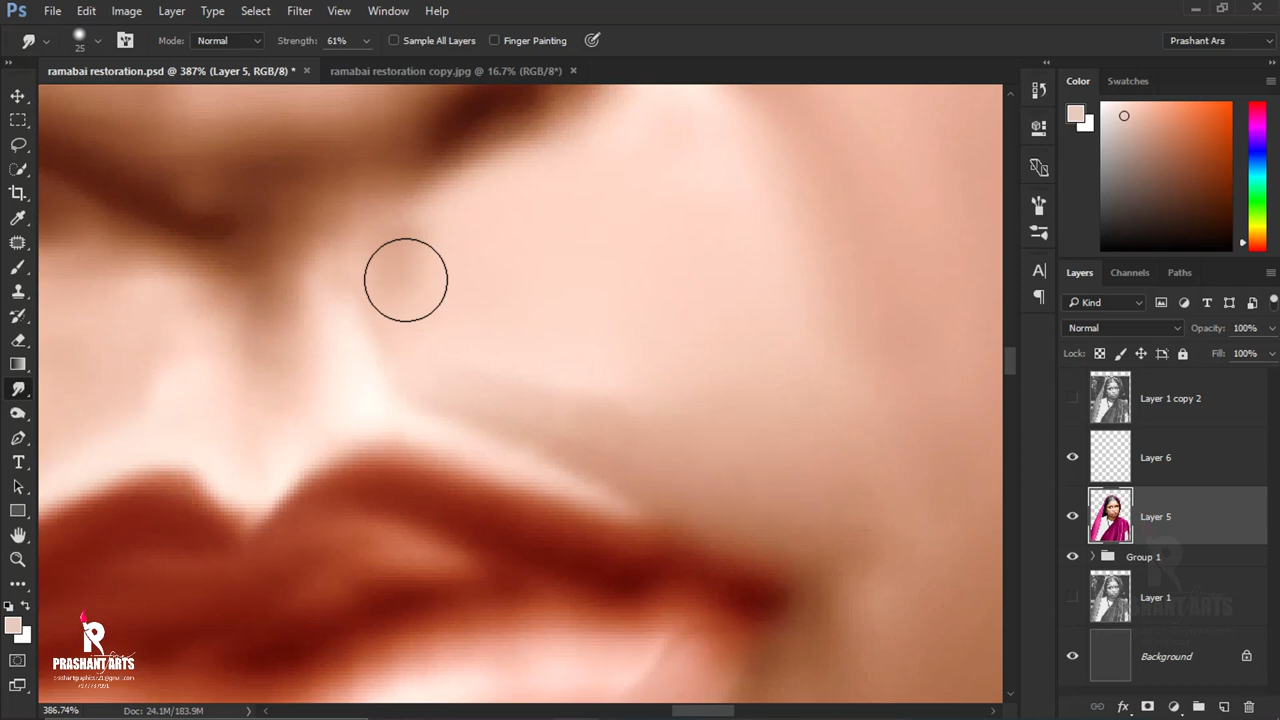 Ps File Edit Image Layer Type Select Filter View Window Help
25 Mode: Normal Strength: 61% Sample All Layers Finger Painting Prashant Ars
ramabai restoration.psd @ 387% (Layer 5, RGB/8) * × ramabai restoration copy.jpg @ 16.7% (RGB/8*) ×
Color Swatches
Layers Channels Paths
Kind
Normal Opacity: 100%
Lock: Fill: 100%
Layer 1 copy 2
Layer 6
Layer 5
Group 1
Layer 1
Background
PRASHANT ARTS
386.74% Doc: 24.1M/183.9M